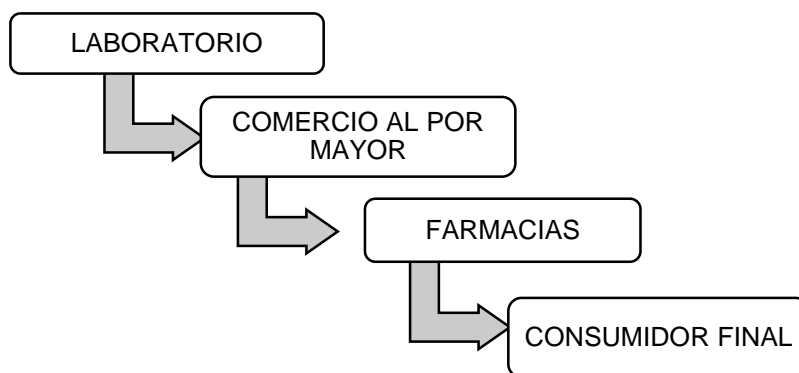 LABORATORIO
COMERCIO AL POR
MAYOR
FARMACIAS
CONSUMIDOR FINAL